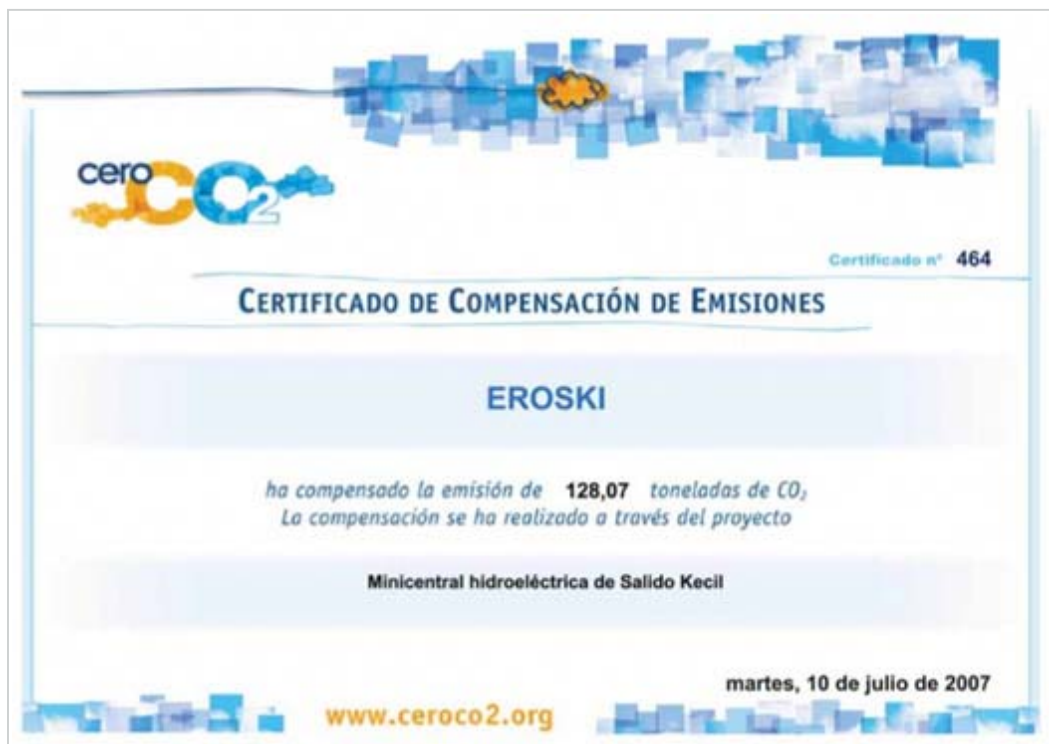 cero
CO2
Certificado nº 464
CERTIFICADO DE COMPENSACIÓN DE EMISIONES
EROSKI
ha compensado la emisión de 128,07 toneladas de CO₂
La compensación se ha realizado a través del proyecto
Minicentral hidroeléctrica de Salido Kecil
martes, 10 de julio de 2007
www.ceroco2.org